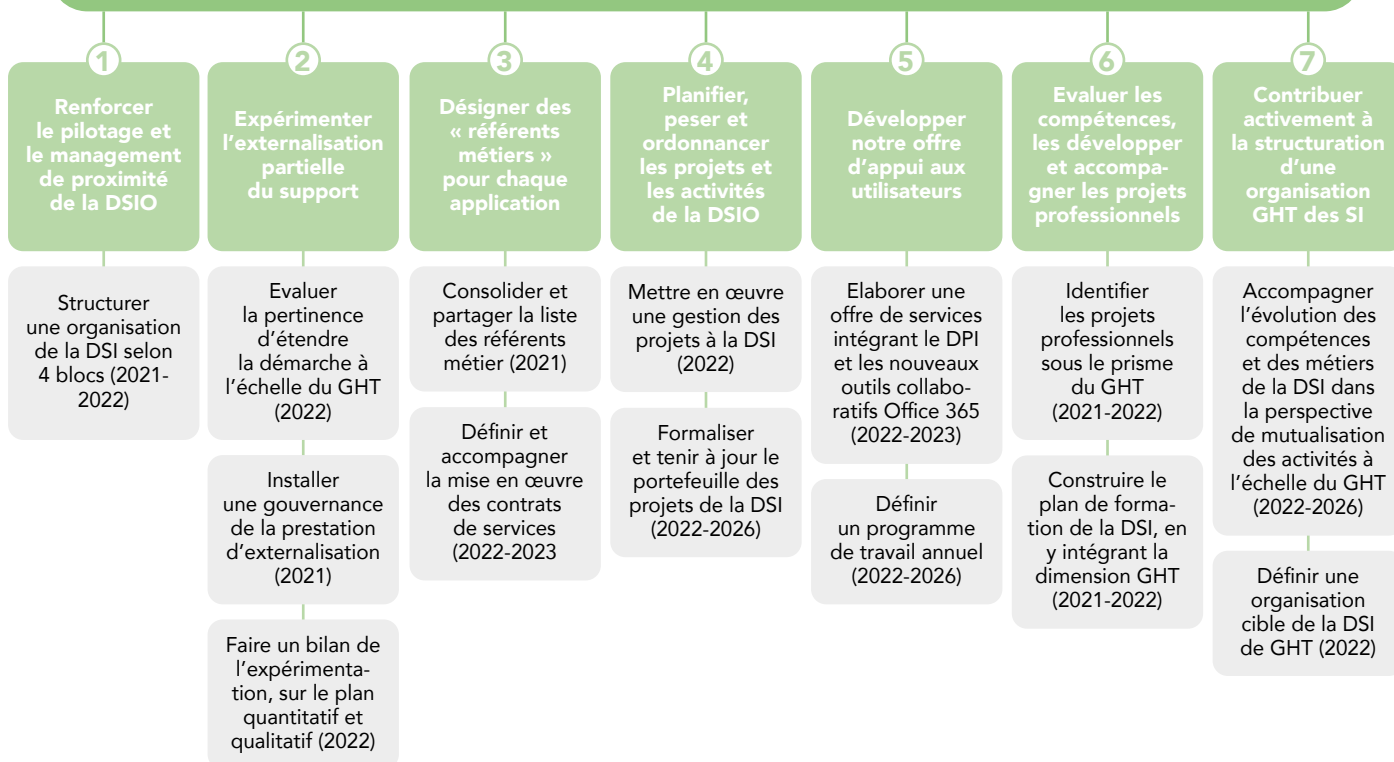 1
Renforcer
le pilotage et
le management
de proximité
de la DSIO
Structurer
une organisation
de la DSI selon
4 blocs (2021-
2022)
2
Expérimenter
l'externalisation
partielle
du support
Evaluer
la pertinence
d'étendre
la démarche à
l'échelle du GHT
(2022)
Installer
une gouvernance
de la prestation
d'externalisation
(2021)
Faire un bilan de
l'expérimenta-
tion, sur le plan
quantitatif et
qualitatif (2022)
3
Désigner des
« référents
métiers »
pour chaque
application
Consolider et
partager la liste
des référents
métier (2021)
Définir et
accompagner
la mise en œuvre
des contrats
de services
(2022-2023
4
Planifier,
peser et
ordonnancer
les projets et
les activités
de la DSIO
Mettre en œuvre
une gestion des
projets à la DSI
(2022)
Formaliser
et tenir à jour le
portefeuille des
projets de la DSI
(2022-2026)
5
Développer
notre offre
d'appui aux
utilisateurs
Elaborer une
offre de services
intégrant le DPI
et les nouveaux
outils collabo-
ratifs Office 365
(2022-2023)
Définir
un programme
de travail annuel
(2022-2026)
6
Evaluer les
compétences,
les développer
et accompa-
gner les projets
professionnels
Identifier
les projets
professionnels
sous le prisme
du GHT
(2021-2022)
Construire le
plan de forma-
tion de la DSI, en
y intégrant la
dimension GHT
(2021-2022)
7
Contribuer
activement à
la structuration
d'une
organisation
GHT des SI
Accompagner
l'évolution des
compétences
et des métiers
de la DSI dans
la perspective
de mutualisation
des activités à
l'échelle du GHT
(2022-2026)
Définir une
organisation
cible de la DSI
de GHT (2022)